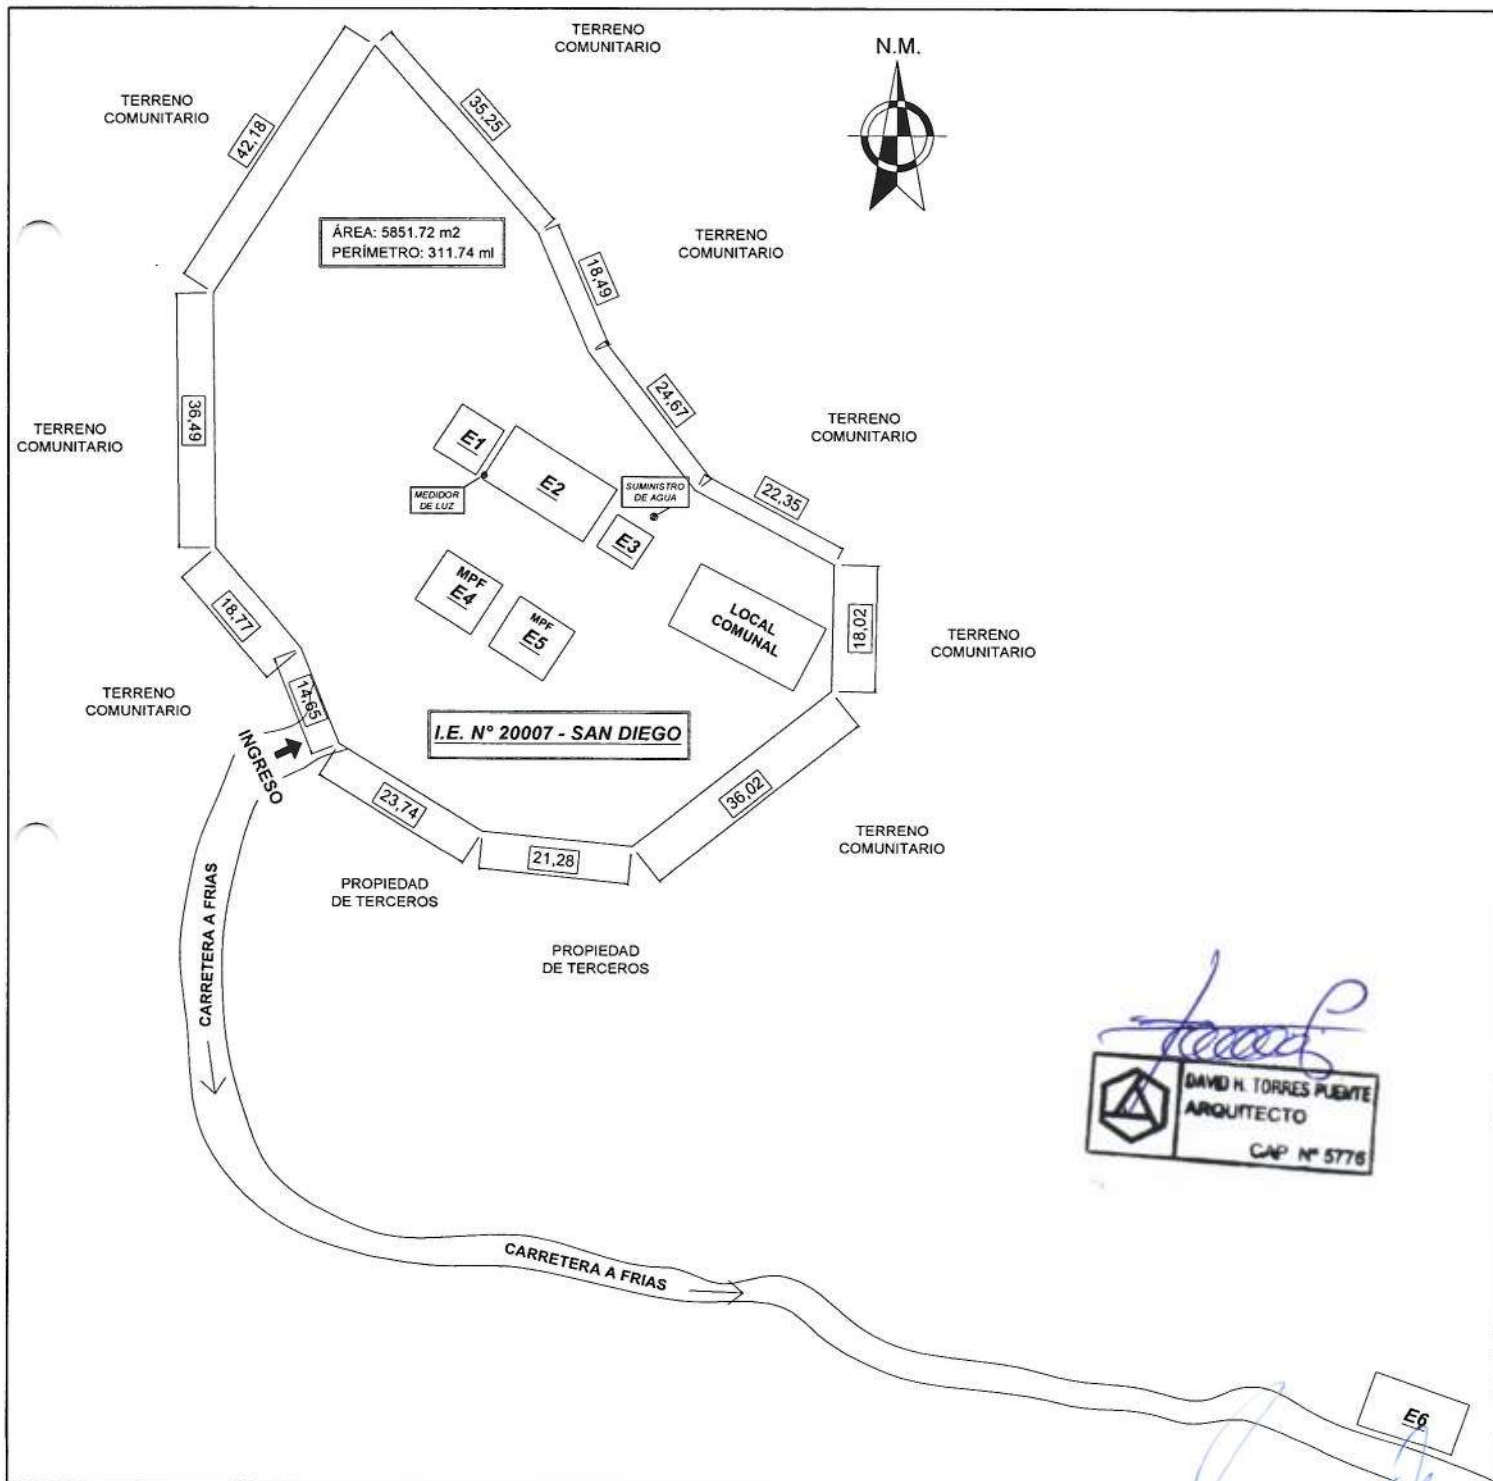 TERRENO
COMUNITARIO
N.M.
TERRENO
COMUNITARIO
35,25
42,18
ÁREA: 5851.72 m2
PERÍMETRO: 311.74 ml
TERRENO
COMUNITARIO
18,49
24,67
36,49
TERRENO
COMUNITARIO
TERRENO
COMUNITARIO
E1
E2
MEDIDOR
DE LUZ
SUMINISTRO
DE AGUA
22,35
E3
MPF
E4
MPF
E5
LOCAL
COMUNAL
18,02
18,77
TERRENO
COMUNITARIO
TERRENO
COMUNITARIO
14,65
I.E. N° 20007 - SAN DIEGO
INGRESO
23,74
36,02
21,28
TERRENO
COMUNITARIO
PROPIEDAD
DE TERCEROS
CARRETERA A FRIAS
PROPIEDAD
DE TERCEROS
DAVID H. TORRES PUENTE
ARQUITECTO
CAP Nº 5776
CARRETERA A FRIAS
E6